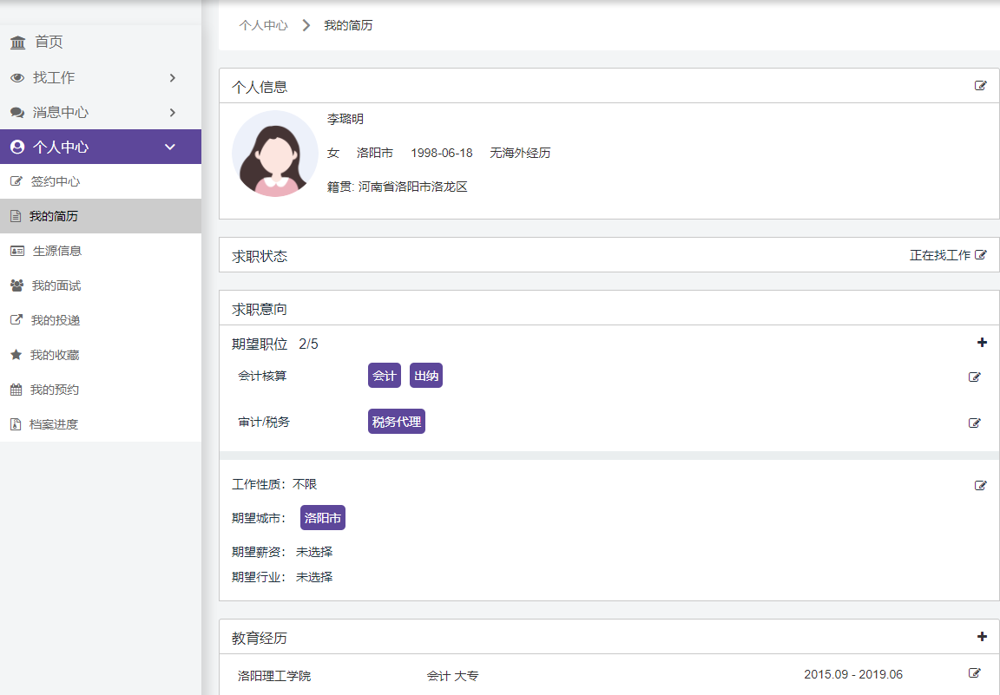 首页
找工作
消息中心
个人中心
签约中心
我的简历
生源信息
我的面试
我的投递
我的收藏
我的预约
档案进度
个人中心 我的简历
个人信息
李璐明
女 洛阳市 1998-06-18 无海外经历
籍贯: 河南省洛阳市洛龙区
求职状态 正在找工作
求职意向
期望职位 2/5
会计核算 会计 出纳
审计/税务 税务代理
工作性质：不限
期望城市： 洛阳市
期望薪资： 未选择
期望行业： 未选择
教育经历
洛阳理工学院 会计 大专 2015.09 - 2019.06